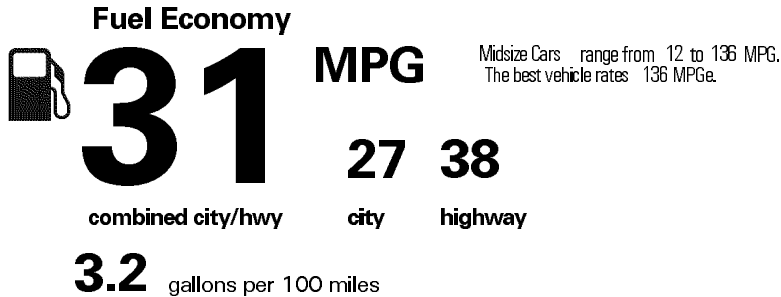 Fuel Economy
31 MPG
Midsize Cars range from 12 to 136 MPG.
The best vehicle rates 136 MPGe.
27 38
combined city/hwy city highway
3.2 gallons per 100 miles